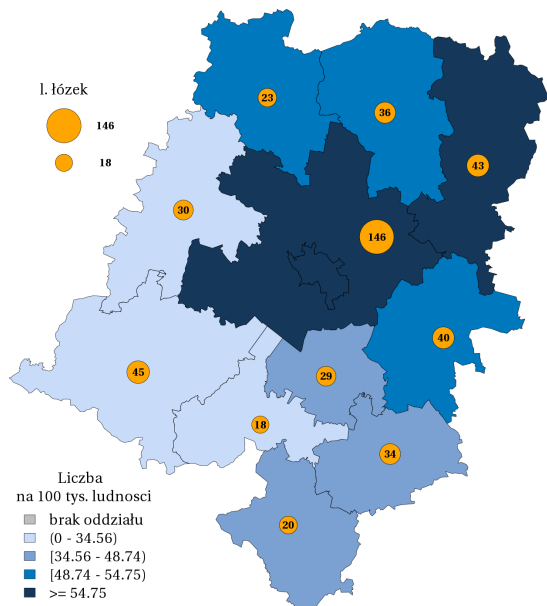 l. łózek
146
18
23
36
43
30
146
40
45
29
18
34
20
Liczba
na 100 tys. ludnosci
brak oddziału
(0 - 34.56)
[34.56 - 48.74)
[48.74 - 54.75)
>= 54.75